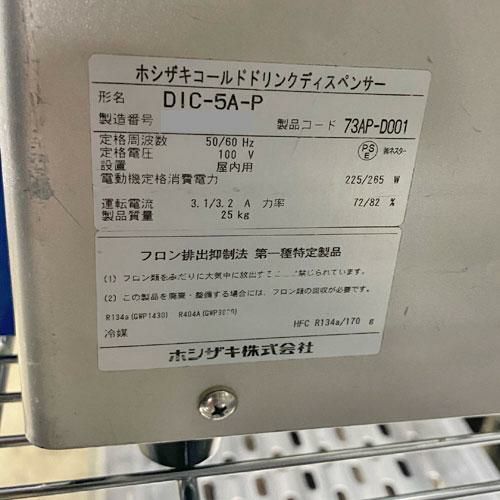 ホシザキコールドドリンクディスペンサー
形名 DIC-5A-P
製造番号 製品コード 73AP-D001
定格周波数 50/60 Hz
定格電圧 100 V
設置 屋内用
電動機定格消費電力 225/265 W
運転電流 3.1/3.2 A 力率 72/82 %
製品質量 25 kg
フロン排出抑制法 第一種特定製品
(1) フロン類をみだりに大気中に放出する 禁じられています。
(2) この製品を廃棄・整備する場合には、フロン類の回収が必要です。
R134a(GWP1430) R404A
冷媒 HFC R134a/170 g
ホシザキ株式会社